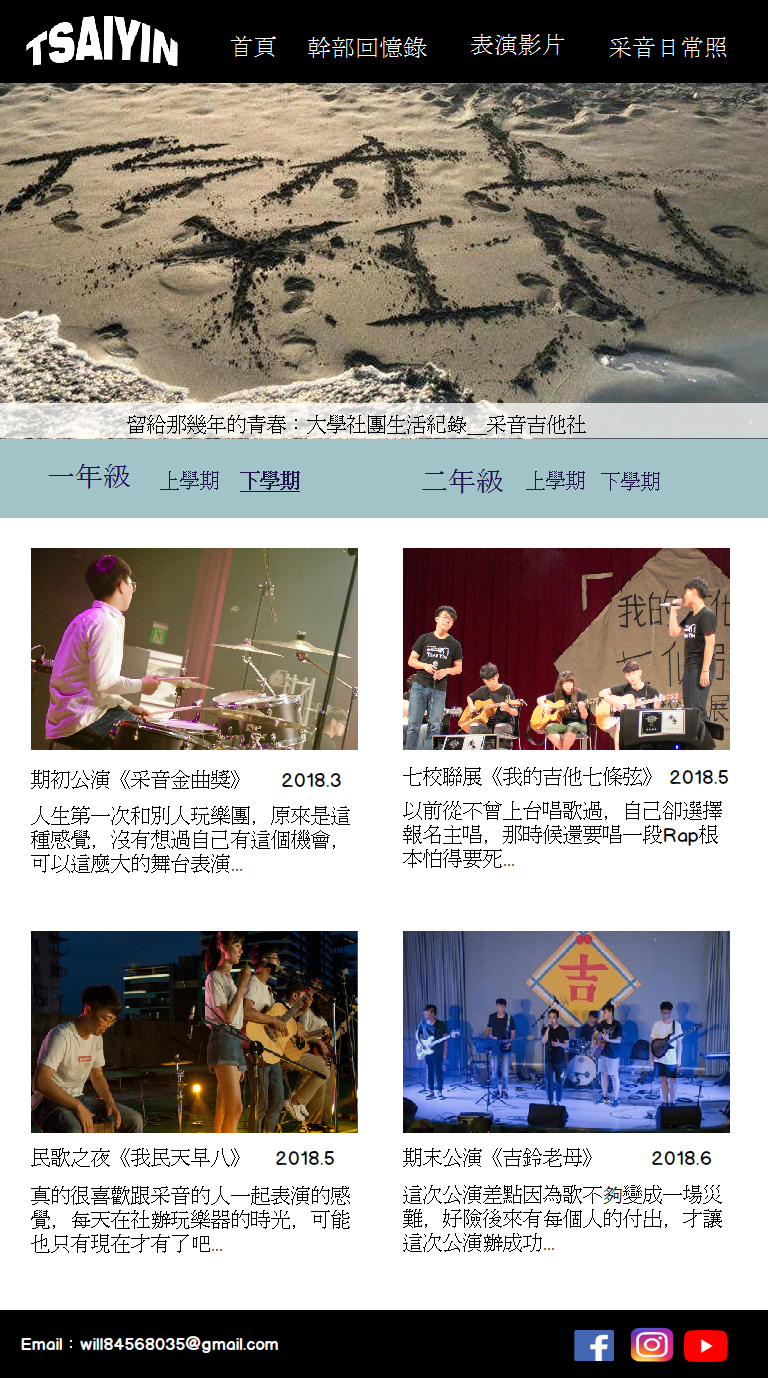 TSAIYIN
首頁
幹部回憶錄
表演影片
采音日常照
TSAI
YIN
留給那幾年的青春：大學社團生活紀錄__采音吉他社
一年級
上學期
下學期
二年級
上學期
下學期
我的
展
吉
期初公演《采音金曲獎》
2018.3
人生第一次和別人玩樂團，原來是這
種感覺，沒有想過自己有這個機會，
可以這麼大的舞台表演...
七校聯展《我的吉他七條弦》
2018.5
以前從不曾上台唱歌過，自己卻選擇
報名主唱，那時候還要唱一段Rap根
本怕得要死...
民歌之夜《我民天早八》
2018.5
真的很喜歡跟采音的人一起表演的感
覺，每天在社辦玩樂器的時光，可能
也只有現在才有了吧...
期末公演《吉鈴老母》
2018.6
這次公演差點因為歌不夠變成一場災
難，好險後來有每個人的付出，才讓
這次公演辦成功...
Email：will84568035@gmail.com